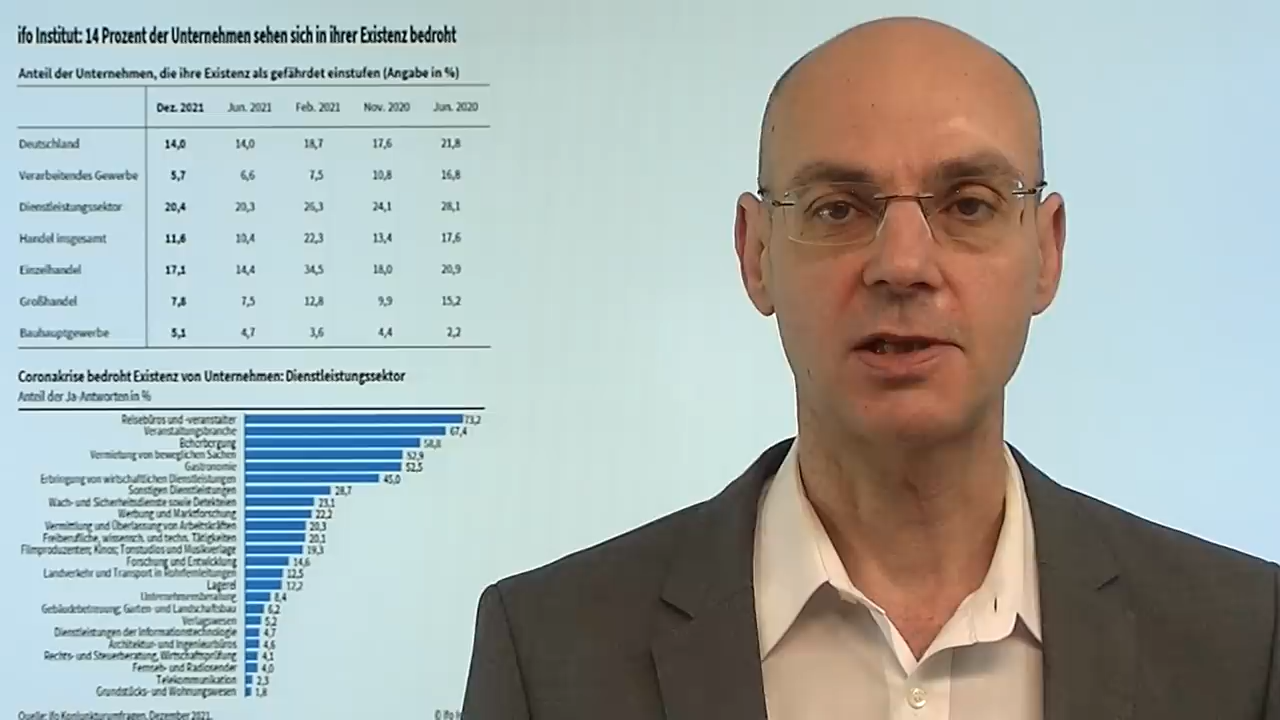 ifo Institut: 14 Prozent der Unternehmen sehen sich in ihrer Existenz bedroht
Anteil der Unternehmen, die ihre Existenz als gefährdet einstufen (Angabe in %)
Dez. 2021 Jun. 2021 Feb. 2021 Nov. 2020 Jun. 2020
Deutschland 14,0 14,0 18,7 17,6 21,8
Verarbeitendes Gewerbe 5,7 6,6 7,5 10,8 16,8
Dienstleistungssektor 20,4 20,3 26,3 24,1 28,1
Handel insgesamt 11,6 10,4 22,3 13,4 17,6
Einzelhandel 17,1 14,4 34,5 18,0 20,9
Großhandel 7,8 7,5 12,8 9,9 15,2
Bauhauptgewerbe 5,1 4,7 3,6 4,4 2,2
Coronakrise bedroht Existenz von Unternehmen: Dienstleistungssektor
Anteil der Ja-Antworten in %
Reisebüros und -veranstalter 73,2
Veranstaltungsbranche 67,4
Beherbergung 58,8
Vermietung von beweglichen Sachen 52,9
Gastronomie 52,5
Erbringung von wirtschaftlichen Dienstleistungen 45,0
Sonstigen Dienstleistungen 28,7
Wach- und Sicherheitsdienste sowie Detekteien 23,1
Werbung und Marktforschung 22,2
Vermittlung und Überlassung von Arbeitskräften 20,3
Freiberufliche, wissensch. und techn. Tätigkeiten 20,1
Filmproduzenten; Kinos; Tonstudios und Musikverlage 19,3
Forschung und Entwicklung 14,6
Landverkehr und Transport in Rohrfernleitungen 12,5
Lagerei
Unternehmensberatung 8,4
Gebäudebetreuung; Garten- und Landschaftsbau 6,2
Verlagswesen 5,2
Dienstleistungen der Informationstechnologie 4,7
Architektur- und Ingenieurbüros 4,6
Rechts- und Steuerberatung, Wirtschaftsprüfung 4,1
Fernseh- und Radiosender 4,0
Telekommunikation 2,3
Grundstücks- und Wohnungswesen 1,8
Quelle: ifo Konjunkturumfragen, Dezember 2021.
© ifo